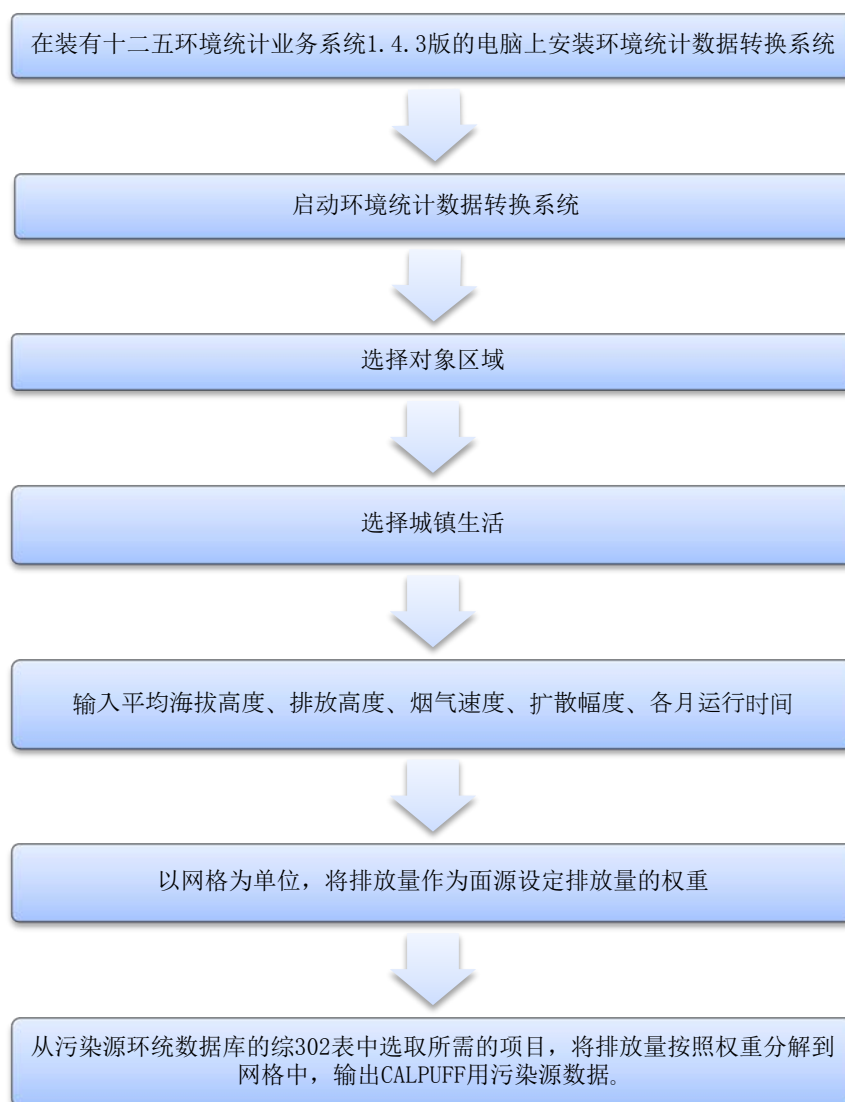 在装有十二五环境统计业务系统1.4.3版的电脑上安装环境统计数据转换系统
启动环境统计数据转换系统
选择对象区域
选择城镇生活
输入平均海拔高度、排放高度、烟气速度、扩散幅度、各月运行时间
以网格为单位，将排放量作为面源设定排放量的权重
从污染源环统数据库的综302表中选取所需的项目，将排放量按照权重分解到
网格中，输出CALPUFF用污染源数据。